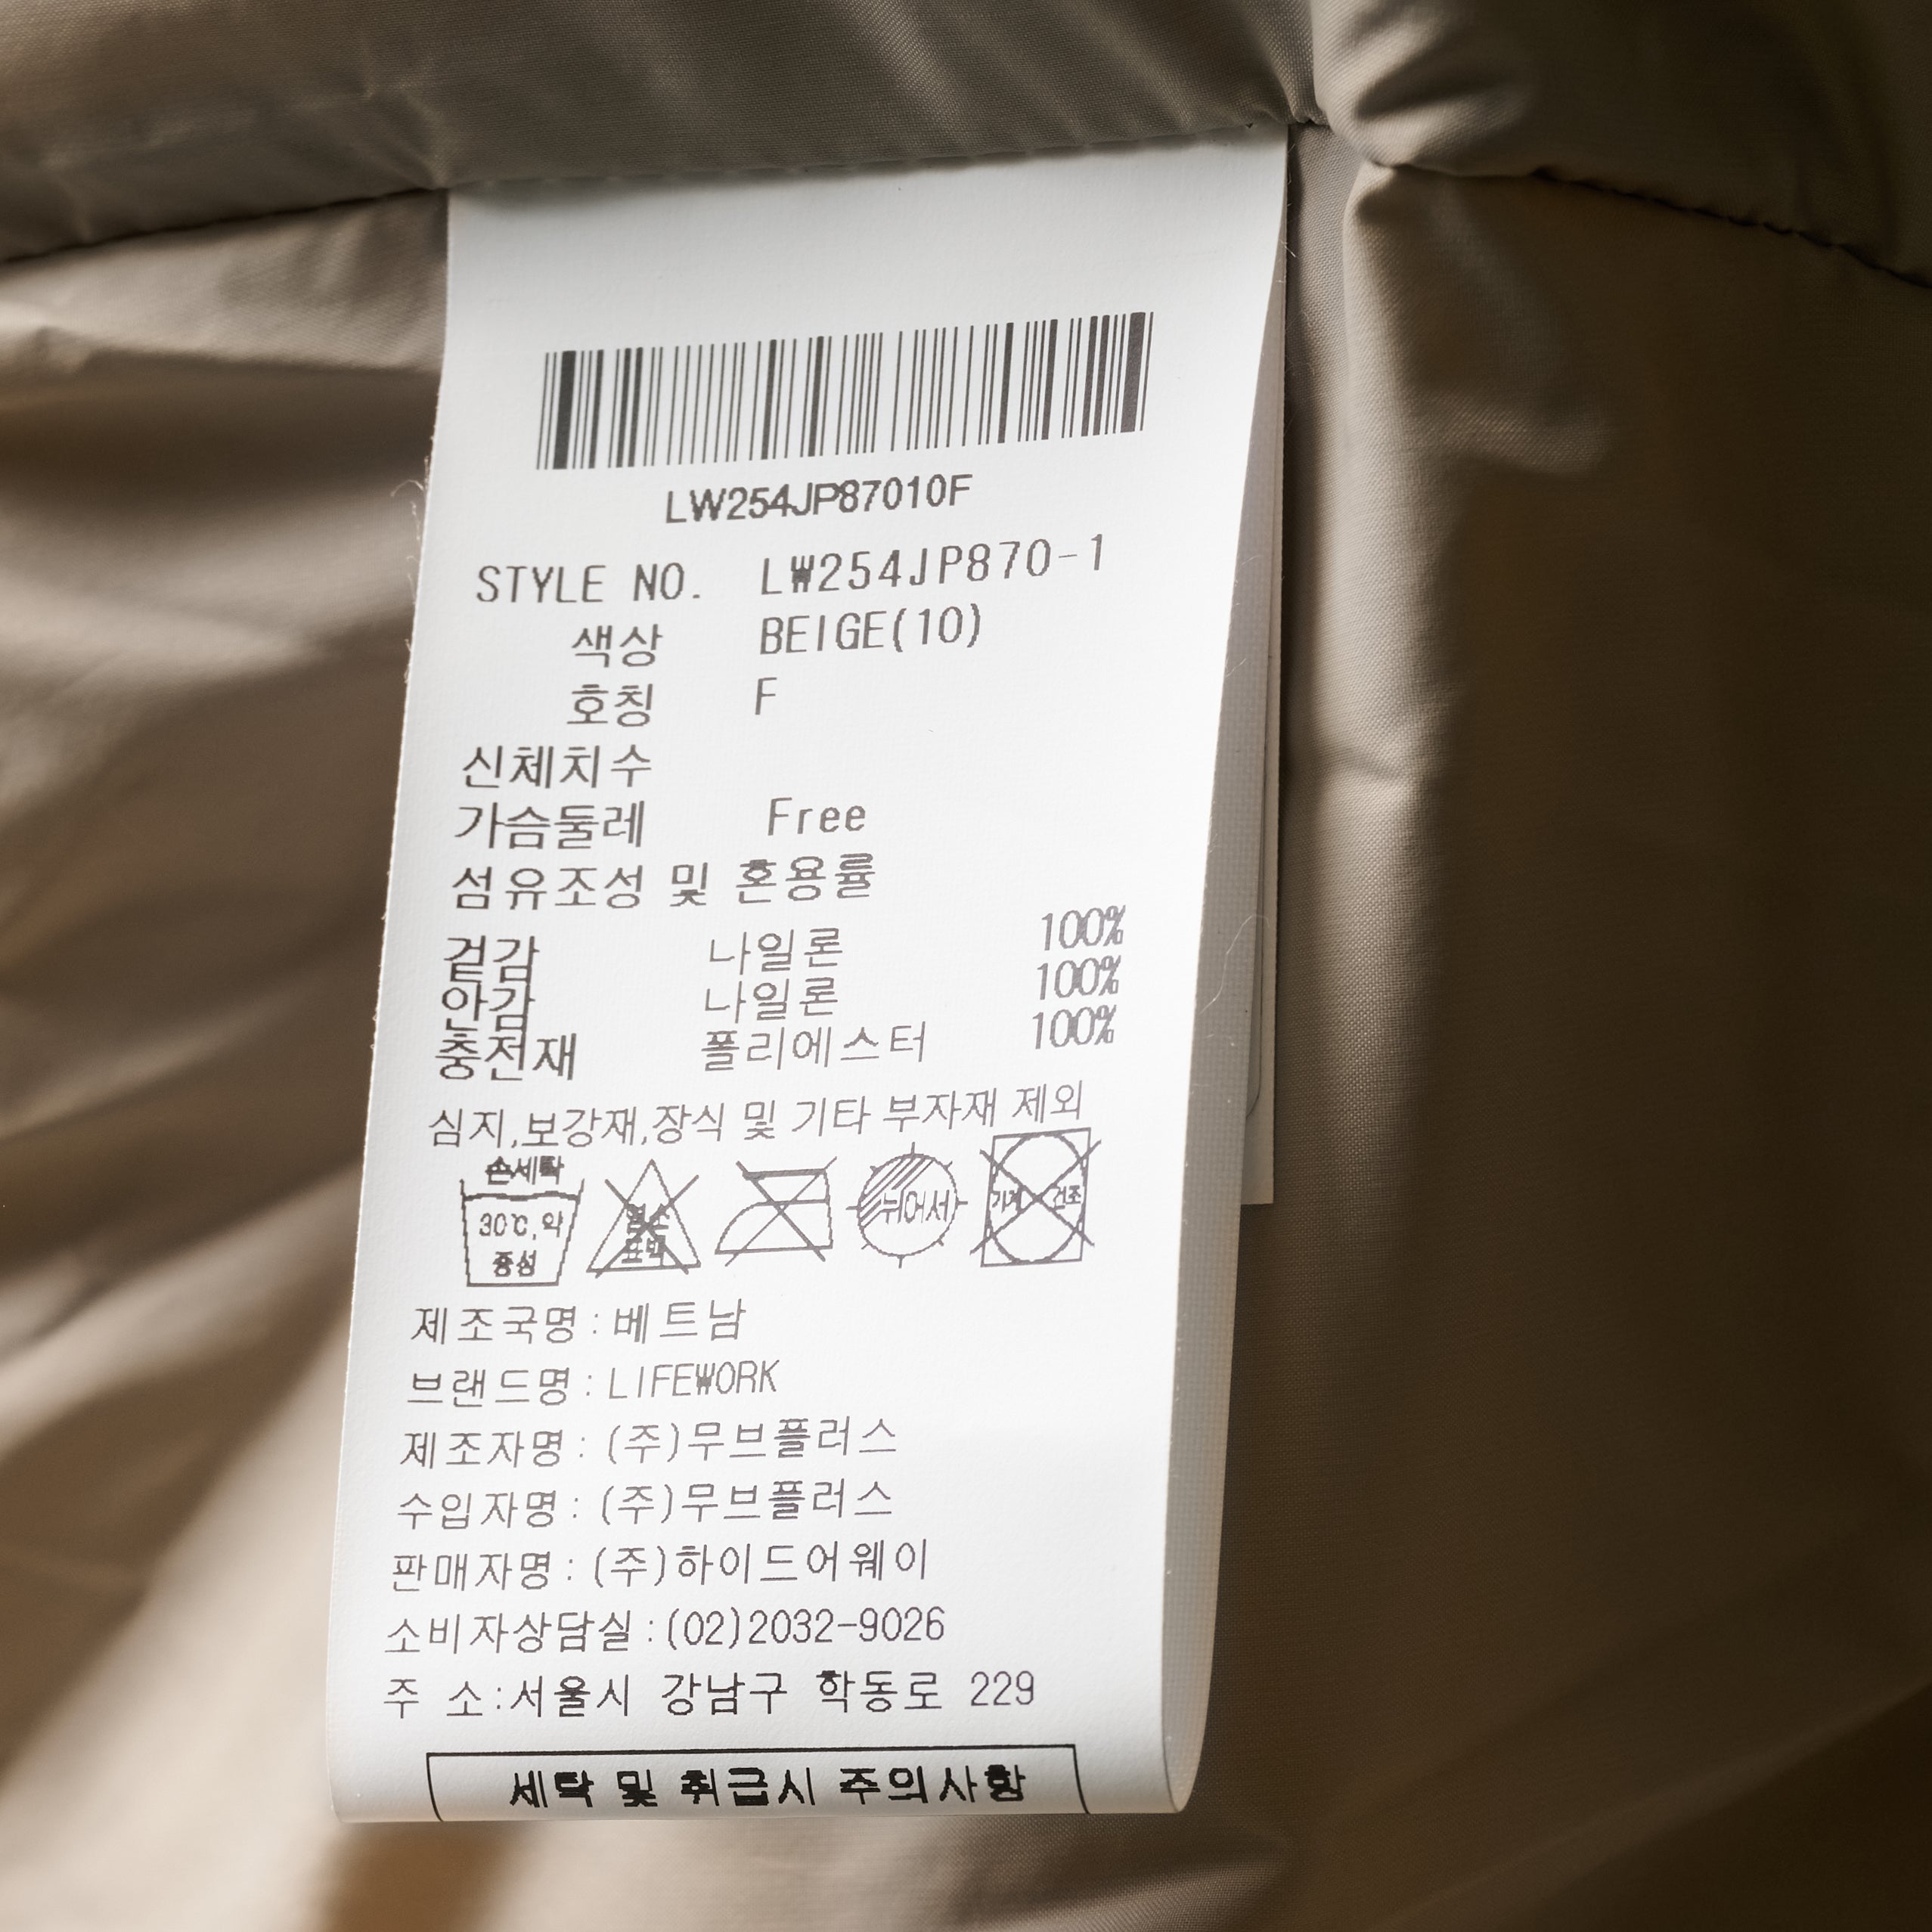 LW254JP87010F
STYLE NO. L₩254JP870-1
색상 BEIGE(10)
호칭 F
신체치수
가슴둘레 Free
섬유조성 및 혼용률
겉감 나일론 100%
안감 나일론 100%
충전재 폴리에스터 100%
심지,보강재,장식 및 기타 부자재 제외
손세탁
30℃,약
중성
염소
표백
뉘어서
기계 건조
제조국명:베트남
브랜드명:LIFE₩ORK
제조자명:(주)무브플러스
수입자명:(주)무브플러스
판매자명:(주)하이드어웨이
소비자상담실:(02)2032-9026
주 소:서울시 강남구 학동로 229
세탁 및 취급시 주의사항